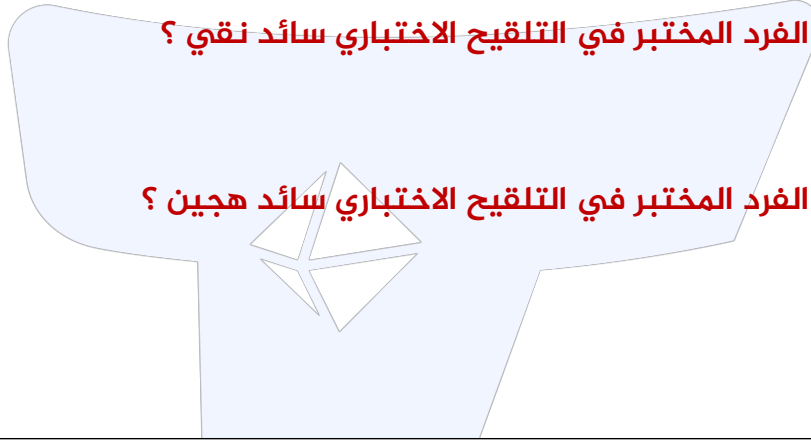 الفرد المختبر في التلقيح الاختباري سائد نقي ؟
الفرد المختبر في التلقيح الاختباري سائد هجين ؟